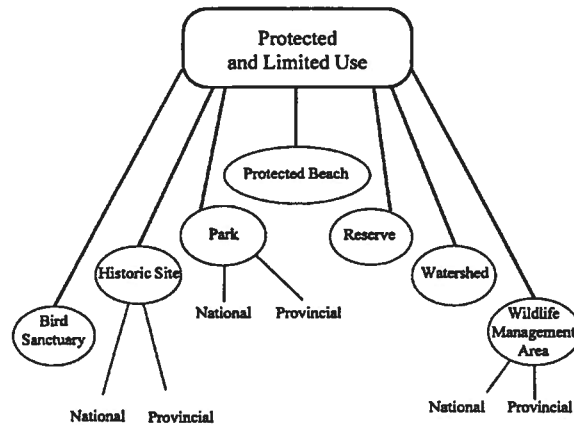 Protected
and Limited Use
Protected Beach
Park
Reserve
Historic Site
Watershed
National
Provincial
Bird
Sanctuary
Wildlife
Management
Area
National
Provincial
National
Provincial